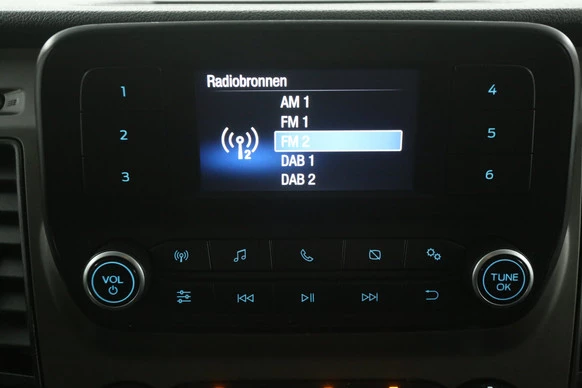 Radiobronnen
AM 1
FM 1
FM 2
DAB 1
DAB 2
2
1
2
3
4
5
6
VOL
TUNE
OK